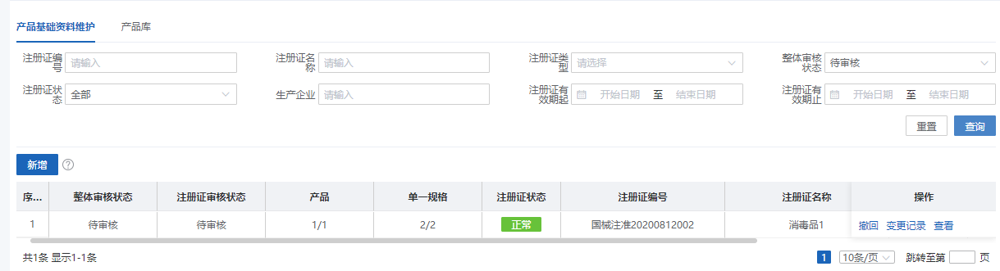 产品基础资料维护 产品库
注册证编号 请输入 注册证名称 请输入 注册证类型 请选择 整体审核状态 待审核
注册证状态 全部 生产企业 请输入 注册证有效期起 开始日期 至 结束日期 注册证有效期止 开始日期 至 结束日期
重置 查询
新增 ?
序... 整体审核状态 注册证审核状态 产品 单一规格 注册证状态 注册证编号 注册证名称 操作
1 待审核 待审核 1/1 2/2 正常 国械注准20200812002 消毒品1 撤回 变更记录 查看
共1条 显示1-1条 1 10条/页 跳转至第 页